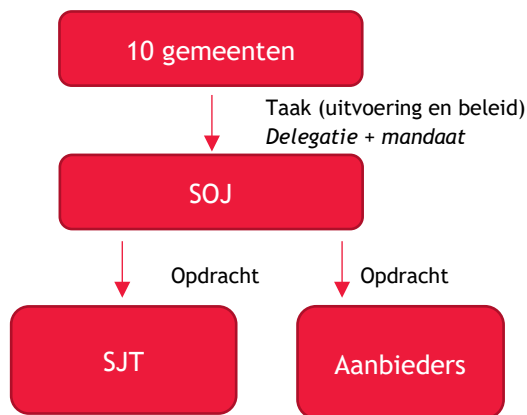 10 gemeenten
Taak (uitvoering en beleid)
Delegatie + mandaat
SOJ
Opdracht
Opdracht
SJT
Aanbieders